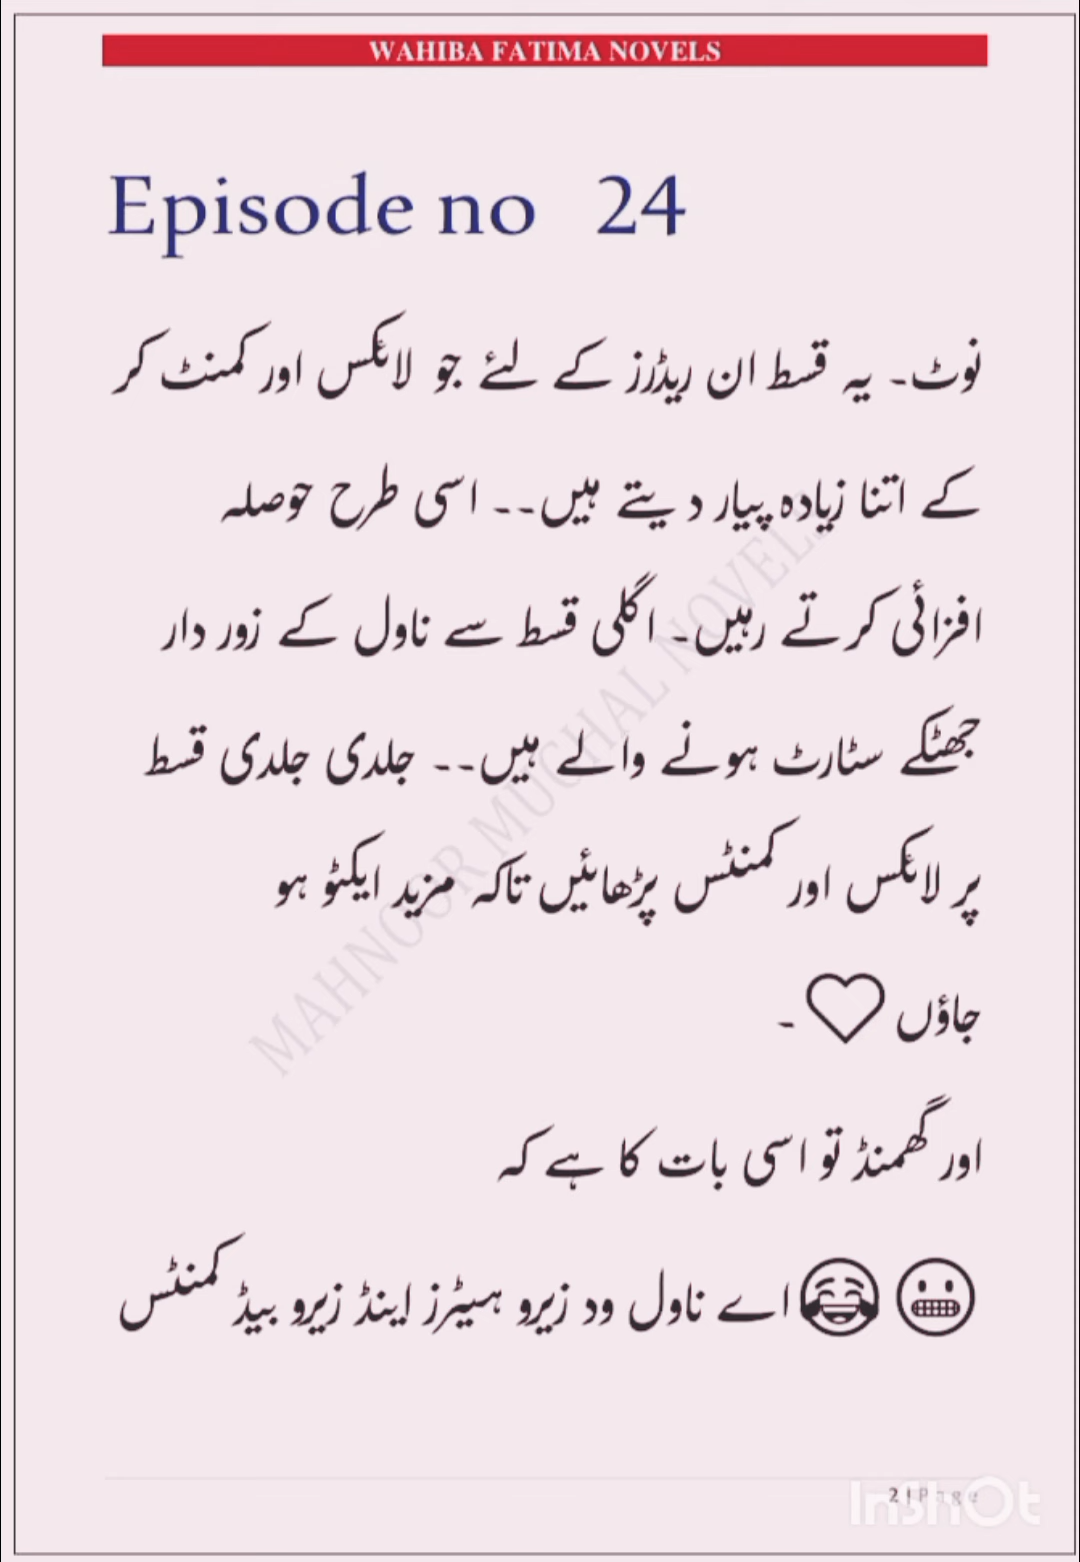 WAHIBA FATIMA NOVELS
Episode no 24
نوٹ۔ یہ قسط ان ریڈرز کے لئے جو لائکس اور کمنٹ کر
کے اتنا زیادہ پیار دیتے ہیں۔۔ اسی طرح حوصلہ
افزائی کرتے رہیں۔ اگلی قسط سے ناول کے زور دار
جھٹکے سٹارٹ ہونے والے ہیں۔۔ جلدی جلدی قسط
پر لائکس اور کمنٹس پڑھائیں تاکہ مزید ایکٹو ہو
جاؤں ♡۔
اور گھمنڈ تو اسی بات کا ہے کہ
😬😂اے ناول ود زیرو ہیٹرز اینڈ زیرو بیڈ کمنٹس
MAHNOOR MUGHAL NOVELS
2 | Page
InShOt